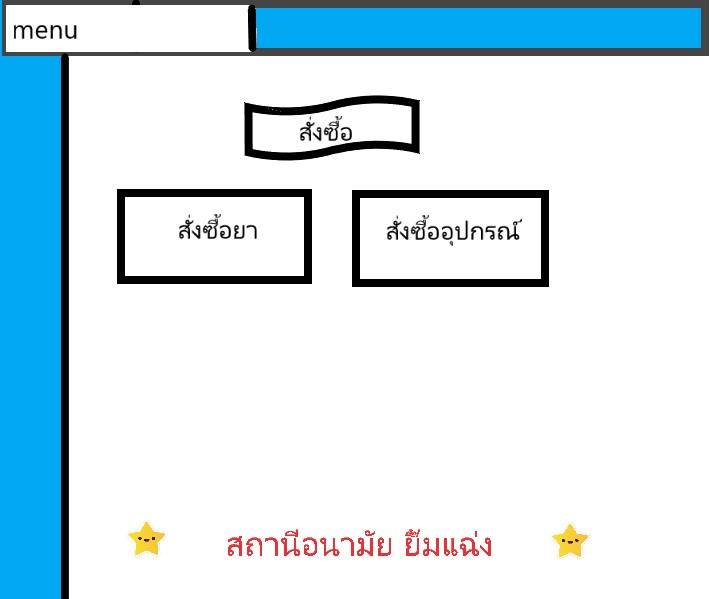 menu
สั่งซื้อ
สั่งซื้อยา
สั่งซื้ออุปกรณ์
สถานีอนามัย ยิ๊มแฉ่ง